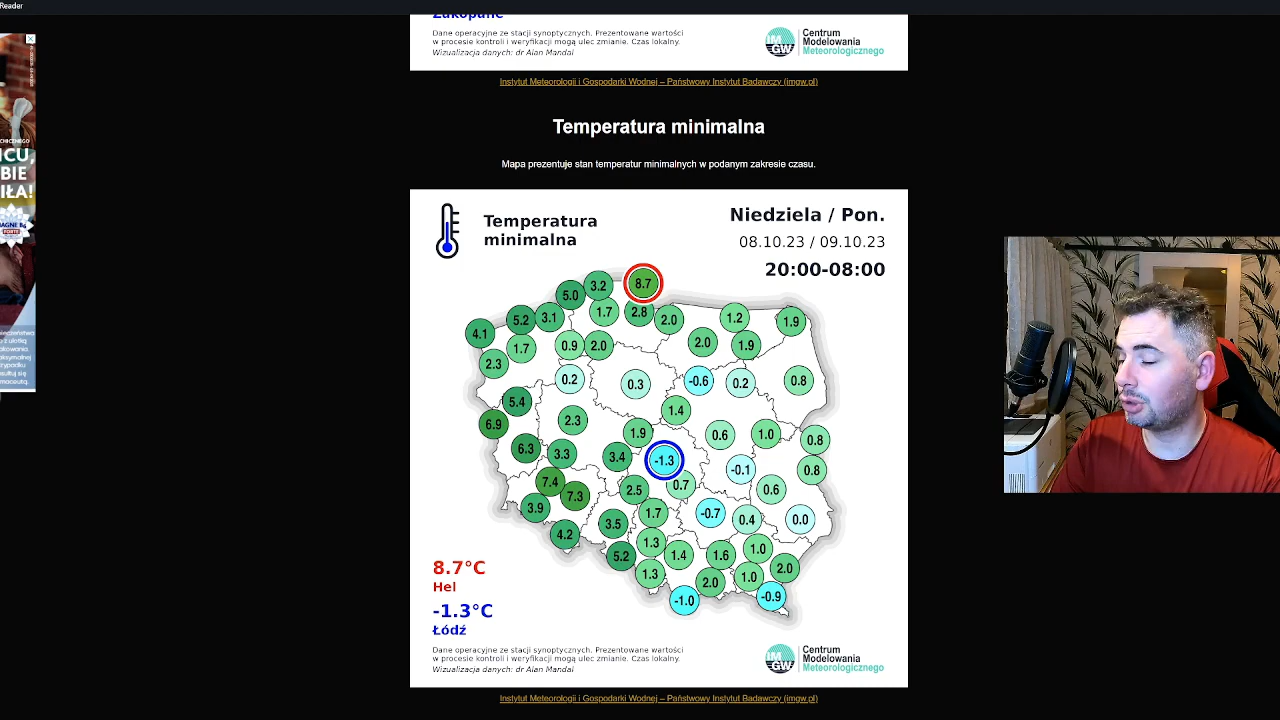 Reader
Zakopane
Dane operacyjne ze stacji synoptycznych. Prezentowane wartości
w procesie kontroli i weryfikacji mogą ulec zmianie. Czas lokalny.
Wizualizacja danych: dr Alan Mandal
IM
GW
Centrum
Modelowania
Meteorologicznego
Instytut Meteorologii i Gospodarki Wodnej – Państwowy Instytut Badawczy (imgw.pl)
Temperatura minimalna
Mapa prezentuje stan temperatur minimalnych w podanym zakresie czasu.
Temperatura
minimalna
Niedziela / Pon.
08.10.23 / 09.10.23
20:00-08:00
8.7
3.2
5.0
1.7
2.8
2.0
1.2
1.9
5.2
3.1
4.1
1.7
0.9
2.0
2.0
1.9
2.3
0.2
0.3
-0.6
0.2
0.8
5.4
1.4
6.9
2.3
1.9
0.6
1.0
0.8
6.3
3.3
3.4
-1.3
-0.1
0.8
7.4
7.3
2.5
0.7
0.6
3.9
1.7
-0.7
0.4
0.0
4.2
3.5
1.3
5.2
1.4
1.6
1.0
1.3
2.0
1.0
2.0
-1.0
-0.9
8.7°C
Hel
-1.3°C
Łódź
Dane operacyjne ze stacji synoptycznych. Prezentowane wartości
w procesie kontroli i weryfikacji mogą ulec zmianie. Czas lokalny.
Wizualizacja danych: dr Alan Mandal
IM
GW
Centrum
Modelowania
Meteorologicznego
Instytut Meteorologii i Gospodarki Wodnej – Państwowy Instytut Badawczy (imgw.pl)